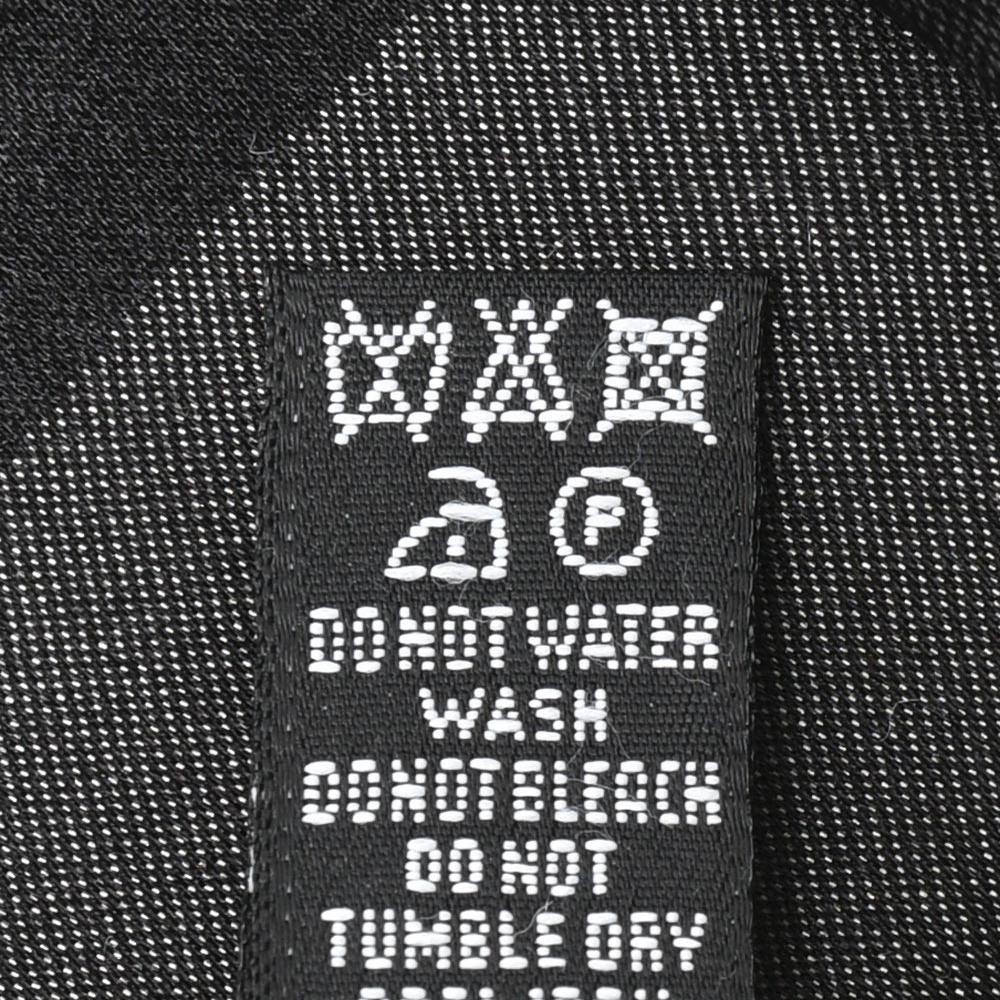 P
DO NOT WATER
WASH
DO NOT BLEACH
DO NOT
TUMBLE DRY